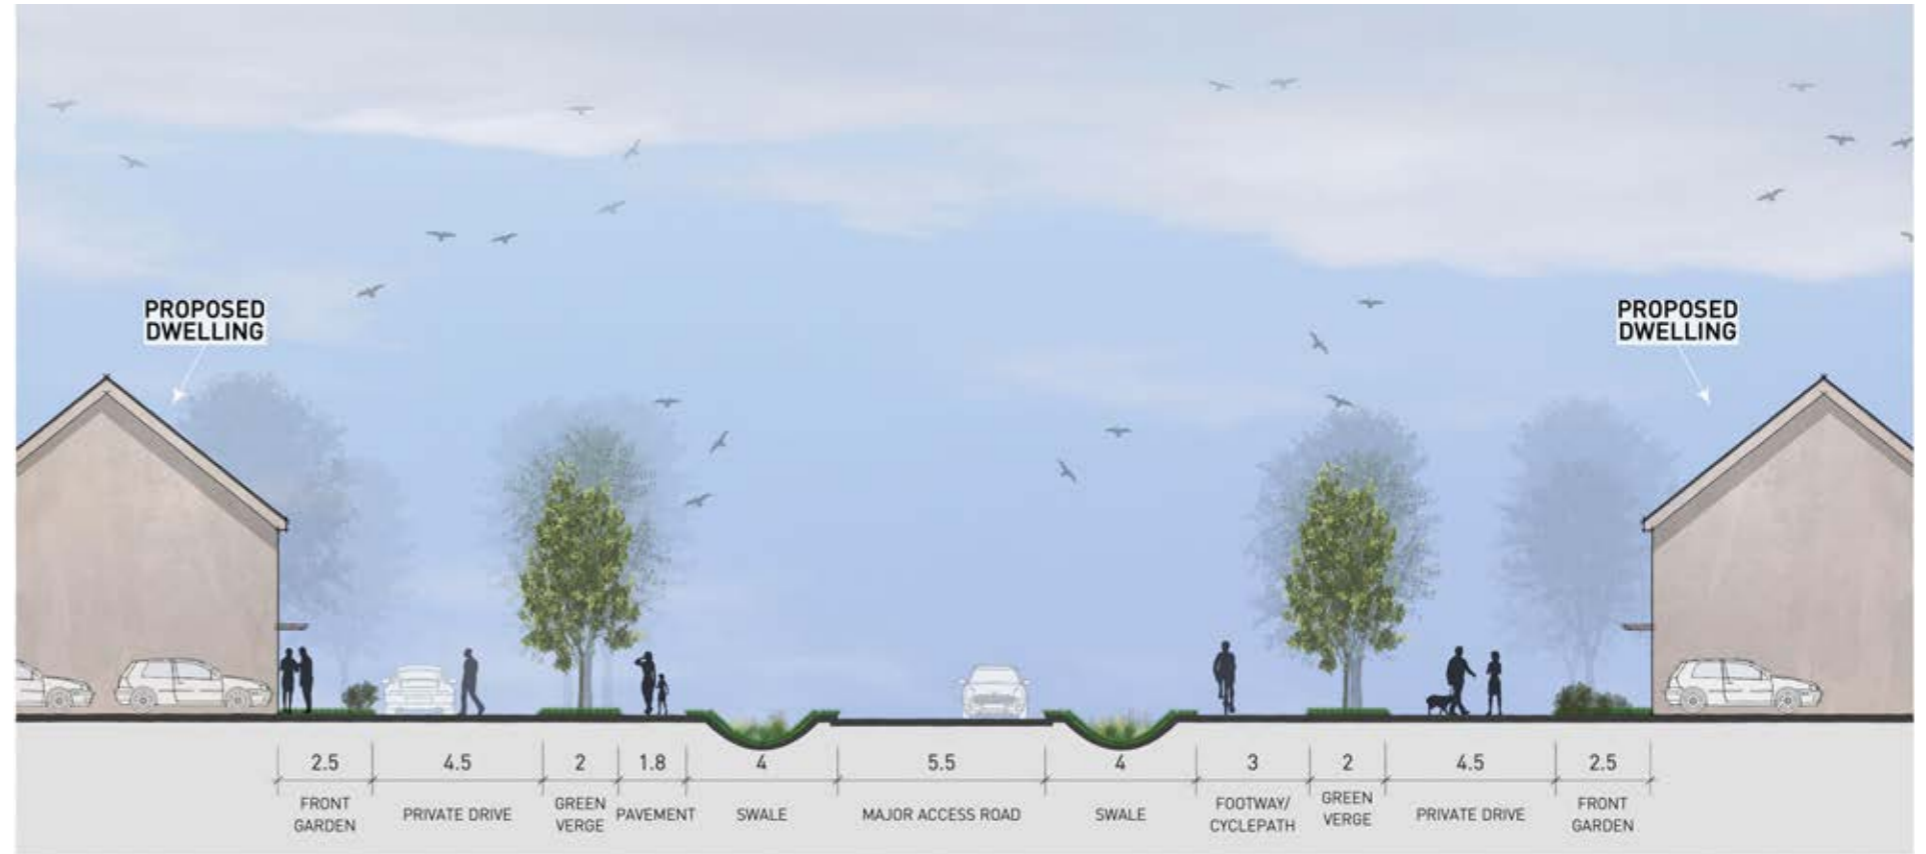 PROPOSED
DWELLING
PROPOSED
DWELLING
2.5 4.5 2 1.8 4 5.5 4 3 2 4.5 2.5
FRONT
GARDEN
PRIVATE DRIVE
GREEN
VERGE
PAVEMENT
SWALE
MAJOR ACCESS ROAD
SWALE
FOOTWAY/
CYCLEPATH
GREEN
VERGE
PRIVATE DRIVE
FRONT
GARDEN